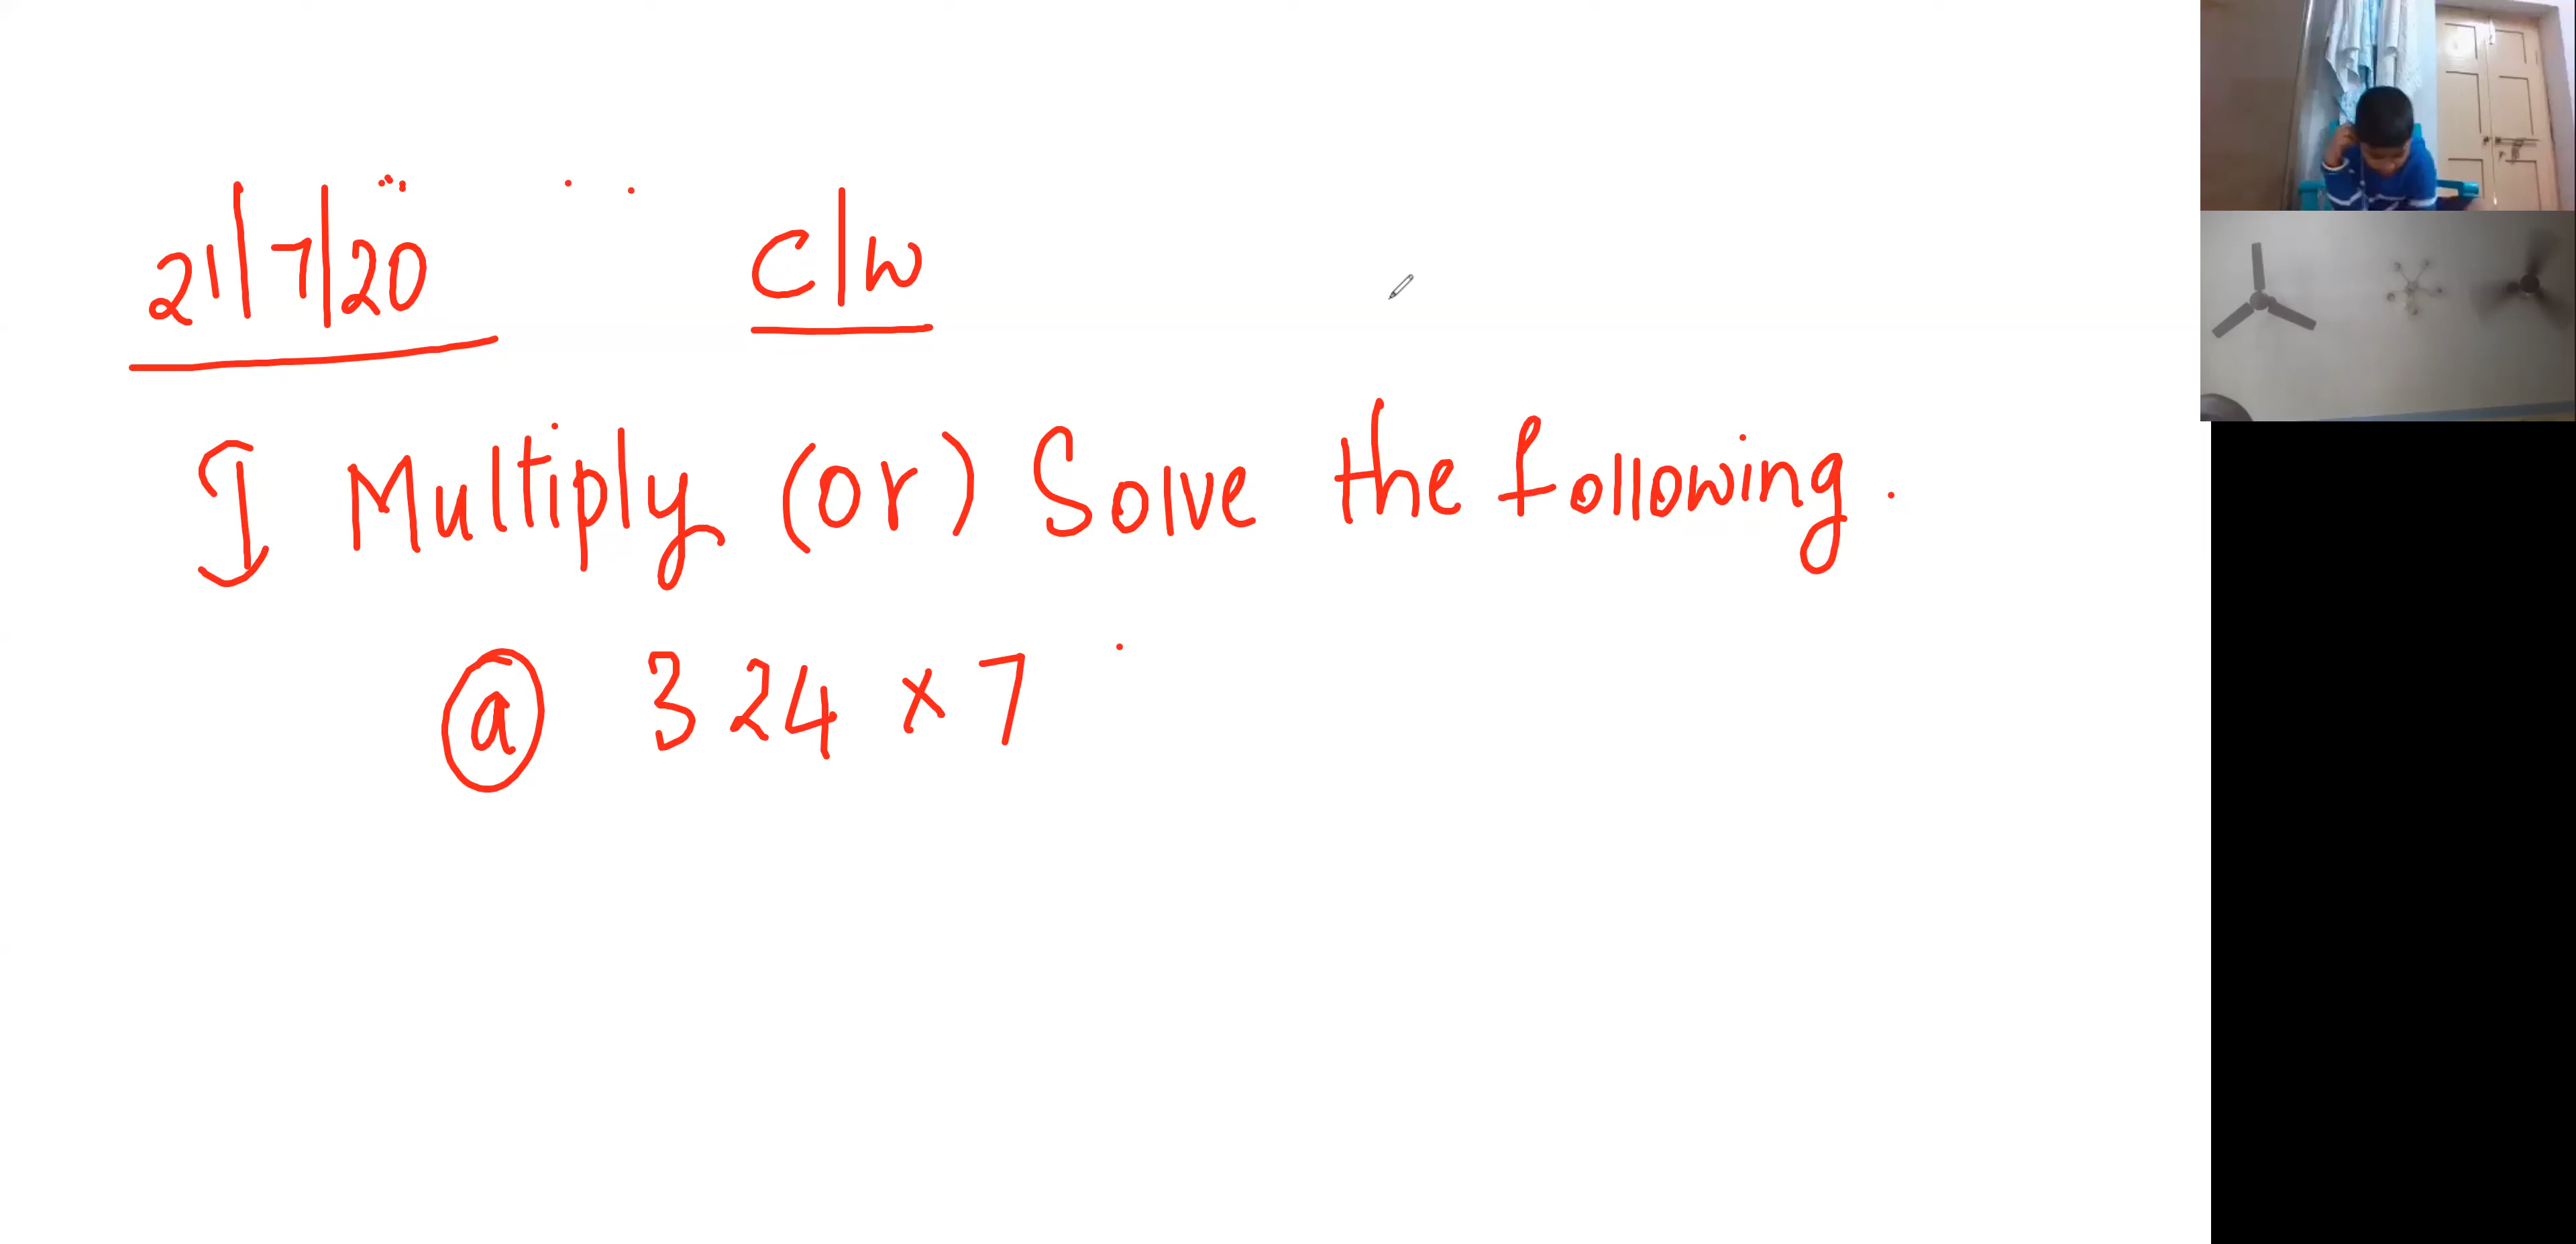 21/7/20 C/W
I Multiply (or) Solve the following.
a 324 × 7